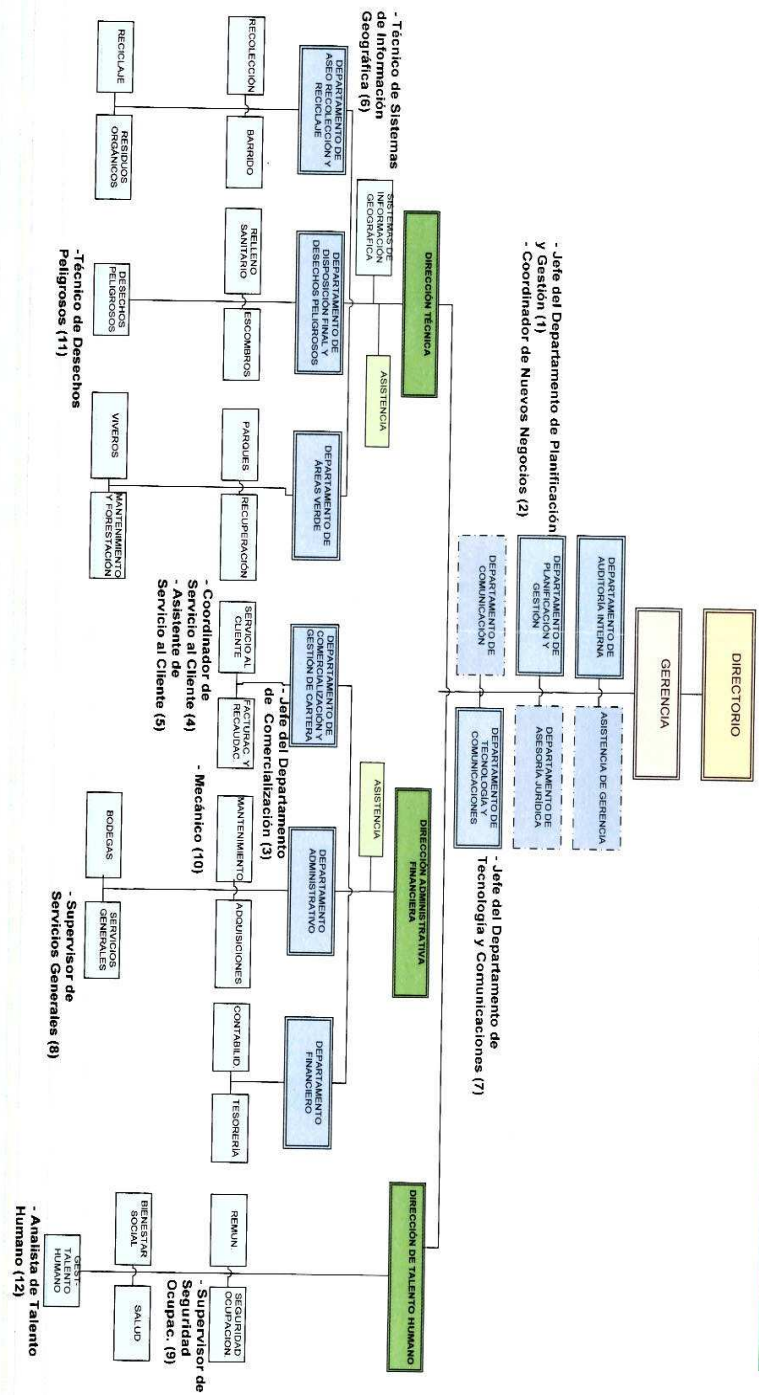 DIRECTORIO
GERENCIA
DEPARTAMENTO DE
AUDITORÍA INTERNA
ASISTENCIA DE GERENCIA
- Jefe del Departamento de Planificación
y Gestión (1)
- Coordinador de Nuevos Negocios (2)
DEPARTAMENTO DE
PLANIFICACIÓN Y
GESTIÓN
DEPARTAMENTO DE
ASESORÍA JURÍDICA
DEPARTAMENTO DE
COMUNICACIÓN
DEPARTAMENTO DE
TECNOLOGÍA Y
COMUNICACIONES
- Jefe del Departamento de
Tecnología y Comunicaciones (7)
DIRECCIÓN TÉCNICA
DIRECCIÓN ADMINISTRATIVA
FINANCIERA
DIRECCIÓN DE TALENTO HUMANO
- Técnico de Sistemas
de Información
Geográfica (6)
SISTEMAS DE
INFORMACIÓN
GEOGRÁFICA
ASISTENCIA
ASISTENCIA
DEPARTAMENTO DE
ASEO RECOLECCIÓN Y
RECICLAJE
DEPARTAMENTO DE
DISPOSICIÓN FINAL Y
DESECHOS PELIGROSOS
DEPARTAMENTO DE
ÁREAS VERDE
DEPARTAMENTO DE
COMERCIALIZACIÓN Y
GESTIÓN DE CARTERA
- Jefe del Departamento
de Comercialización (3)
DEPARTAMENTO
ADMINISTRATIVO
DEPARTAMENTO
FINANCIERO
RECOLECCIÓN
BARRIDO
RELLENO
SANITARIO
ESCOMBROS
PARQUES
RECUPERACIÓN
SERVICIO AL
CLIENTE
FACTURAC. Y
RECAUDAC.
MANTENIMIENTO
ADQUISICIONES
CONTABILID.
TESORERÍA
REMUN.
SEGURIDAD
OCUPACION.
- Coordinador de
Servicio al Cliente (4)
- Asistente de
Servicio al Cliente (5)
- Mecánico (10)
- Supervisor de
Seguridad
Ocupac. (9)
RECICLAJE
RESIDUOS
ORGÁNICOS
DESECHOS
PELIGROSOS
VIVEROS
MANTENIMIENTO
Y FORESTACIÓN
BODEGAS
SERVICIOS
GENERALES
BIENESTAR
SOCIAL
SALUD
-Técnico de Desechos
Peligrosos (11)
- Supervisor de
Servicios Generales (8)
GEST-
TALENTO
HUMANO
- Analista de Talento
Humano (12)